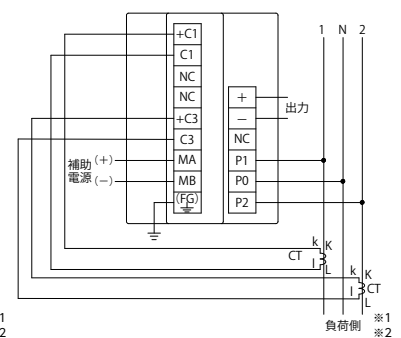 1 N 2
+C1
C1
NC
NC
+C3
C3
MA
MB
(FG)
+
−
NC
P1
P0
P2
出力
補助
電源
(+)
(−)
k K
CT
l L
k K
l CT
L
負荷側
1
2
※1
※2